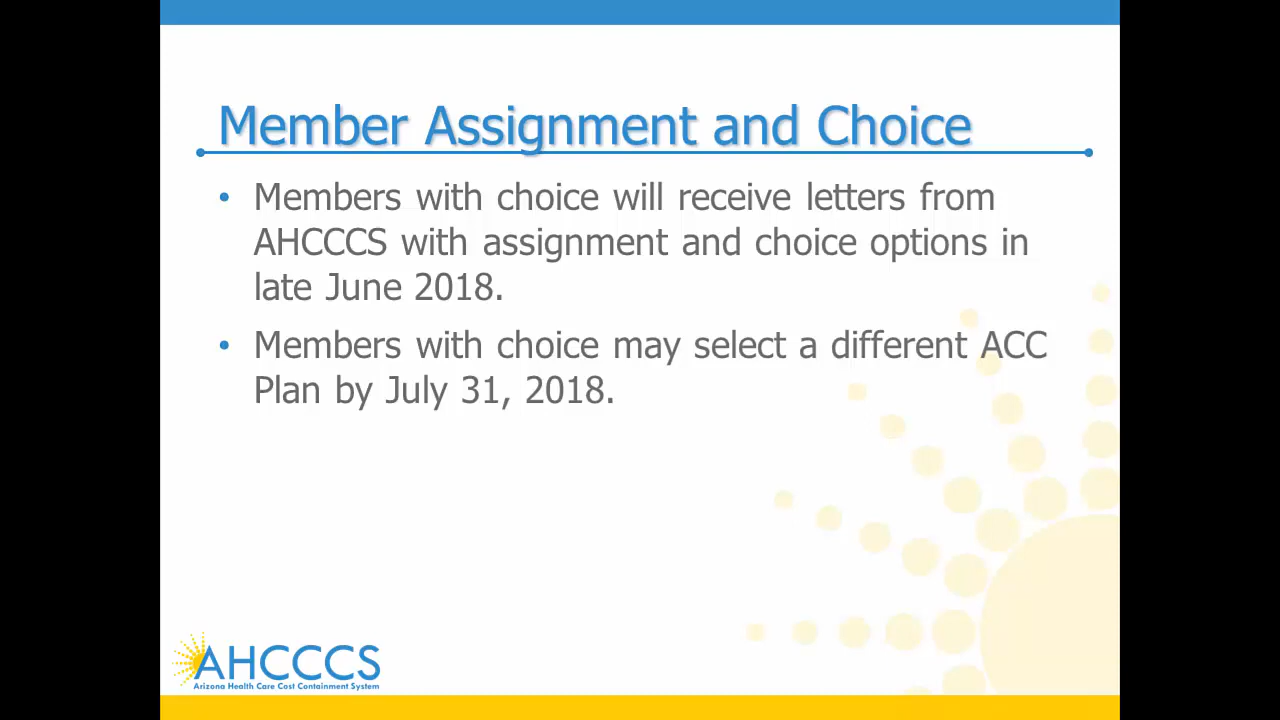 Member Assignment and Choice
• Members with choice will receive letters from
AHCCCS with assignment and choice options in
late June 2018.
• Members with choice may select a different ACC
Plan by July 31, 2018.
AHCCCS
Arizona Health Care Cost Containment System